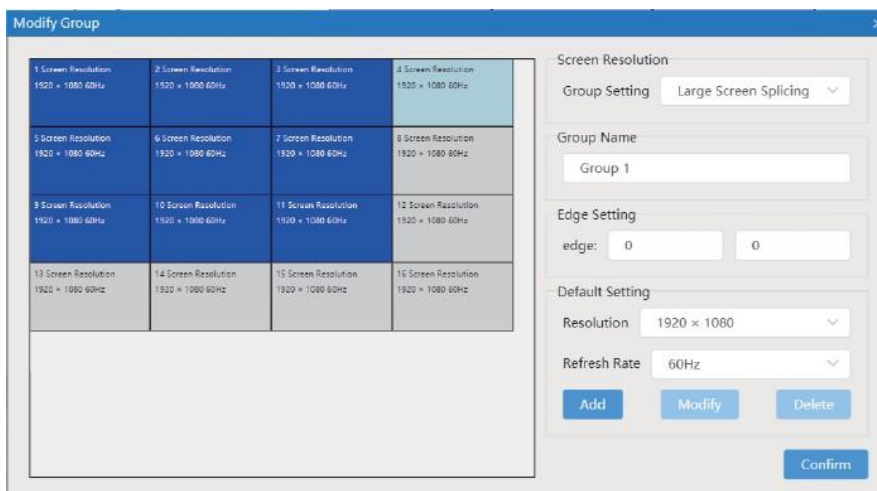 Modify Group
1 Screen Resolution
1920 × 1080 60Hz
2 Screen Resolution
1920 × 1080 60Hz
3 Screen Resolution
1920 × 1080 60Hz
4 Screen Resolution
1920 × 1080 60Hz
5 Screen Resolution
1920 × 1080 60Hz
6 Screen Resolution
1920 × 1080 60Hz
7 Screen Resolution
1920 × 1080 60Hz
8 Screen Resolution
1920 × 1080 60Hz
9 Screen Resolution
1920 × 1080 60Hz
10 Screen Resolution
1920 × 1080 60Hz
11 Screen Resolution
1920 × 1080 60Hz
12 Screen Resolution
1920 × 1080 60Hz
13 Screen Resolution
1920 × 1080 60Hz
14 Screen Resolution
1920 × 1080 60Hz
15 Screen Resolution
1920 × 1080 60Hz
16 Screen Resolution
1920 × 1080 60Hz
Screen Resolution
Group Setting Large Screen Splicing
Group Name
Group 1
Edge Setting
edge: 0 0
Default Setting
Resolution 1920 × 1080
Refresh Rate 60Hz
Add Modify Delete
Confirm